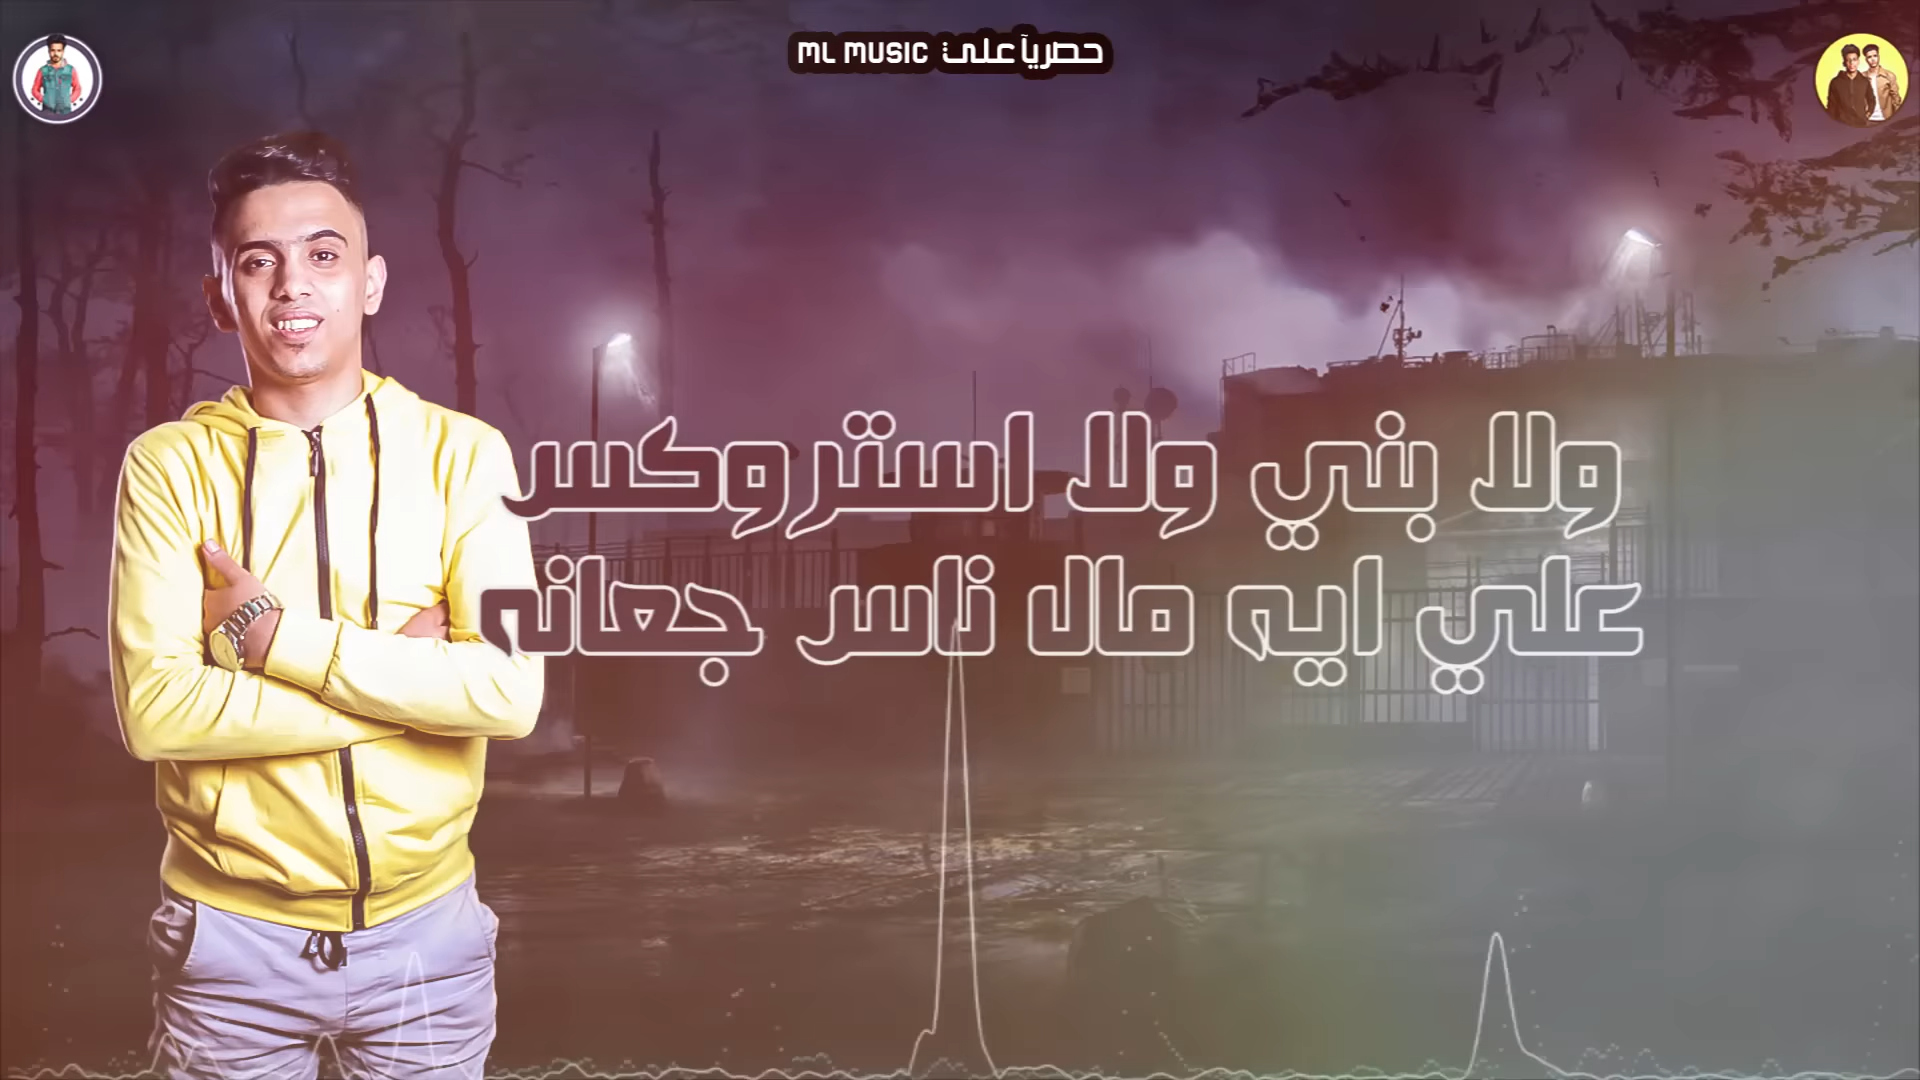 حصرياً على: ML MUSIC
ولا بني ولا استروكس
علي ايه مال ناس جعانه